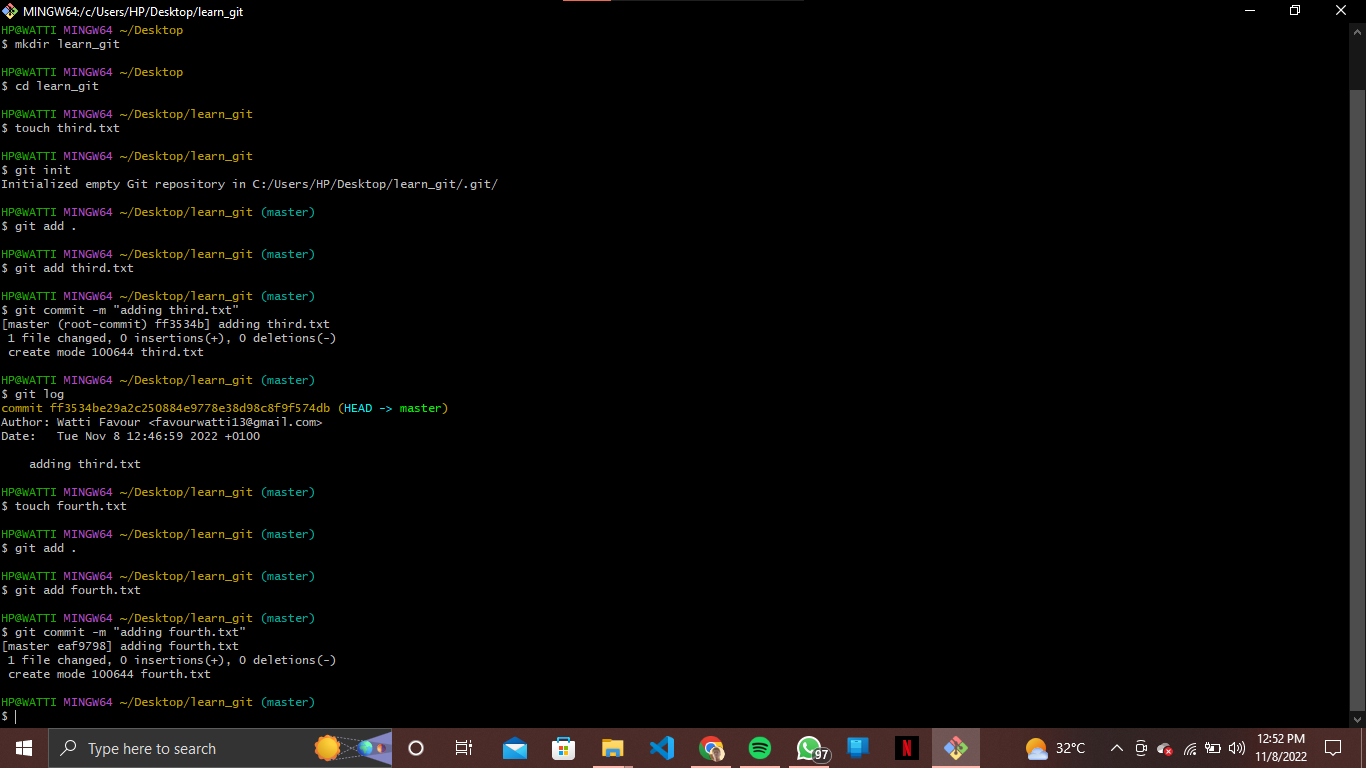 MINGW64:/c/Users/HP/Desktop/learn_git
HP@WATTI MINGW64 ~/Desktop
$ mkdir learn_git
HP@WATTI MINGW64 ~/Desktop
$ cd learn_git
HP@WATTI MINGW64 ~/Desktop/learn_git
$ touch third.txt
HP@WATTI MINGW64 ~/Desktop/learn_git
$ git init
Initialized empty Git repository in C:/Users/HP/Desktop/learn_git/.git/
HP@WATTI MINGW64 ~/Desktop/learn_git (master)
$ git add .
HP@WATTI MINGW64 ~/Desktop/learn_git (master)
$ git add third.txt
HP@WATTI MINGW64 ~/Desktop/learn_git (master)
$ git commit -m "adding third.txt"
[master (root-commit) ff3534b] adding third.txt
 1 file changed, 0 insertions(+), 0 deletions(-)
 create mode 100644 third.txt
HP@WATTI MINGW64 ~/Desktop/learn_git (master)
$ git log
commit ff3534be29a2c250884e9778e38d98c8f9f574db (HEAD -> master)
Author: Watti Favour <favourwatti13@gmail.com>
Date:   Tue Nov 8 12:46:59 2022 +0100
    adding third.txt
HP@WATTI MINGW64 ~/Desktop/learn_git (master)
$ touch fourth.txt
HP@WATTI MINGW64 ~/Desktop/learn_git (master)
$ git add .
HP@WATTI MINGW64 ~/Desktop/learn_git (master)
$ git add fourth.txt
HP@WATTI MINGW64 ~/Desktop/learn_git (master)
$ git commit -m "adding fourth.txt"
[master eaf9798] adding fourth.txt
 1 file changed, 0 insertions(+), 0 deletions(-)
 create mode 100644 fourth.txt
HP@WATTI MINGW64 ~/Desktop/learn_git (master)
$
Type here to search
97
N
32°C
12:52 PM
11/8/2022